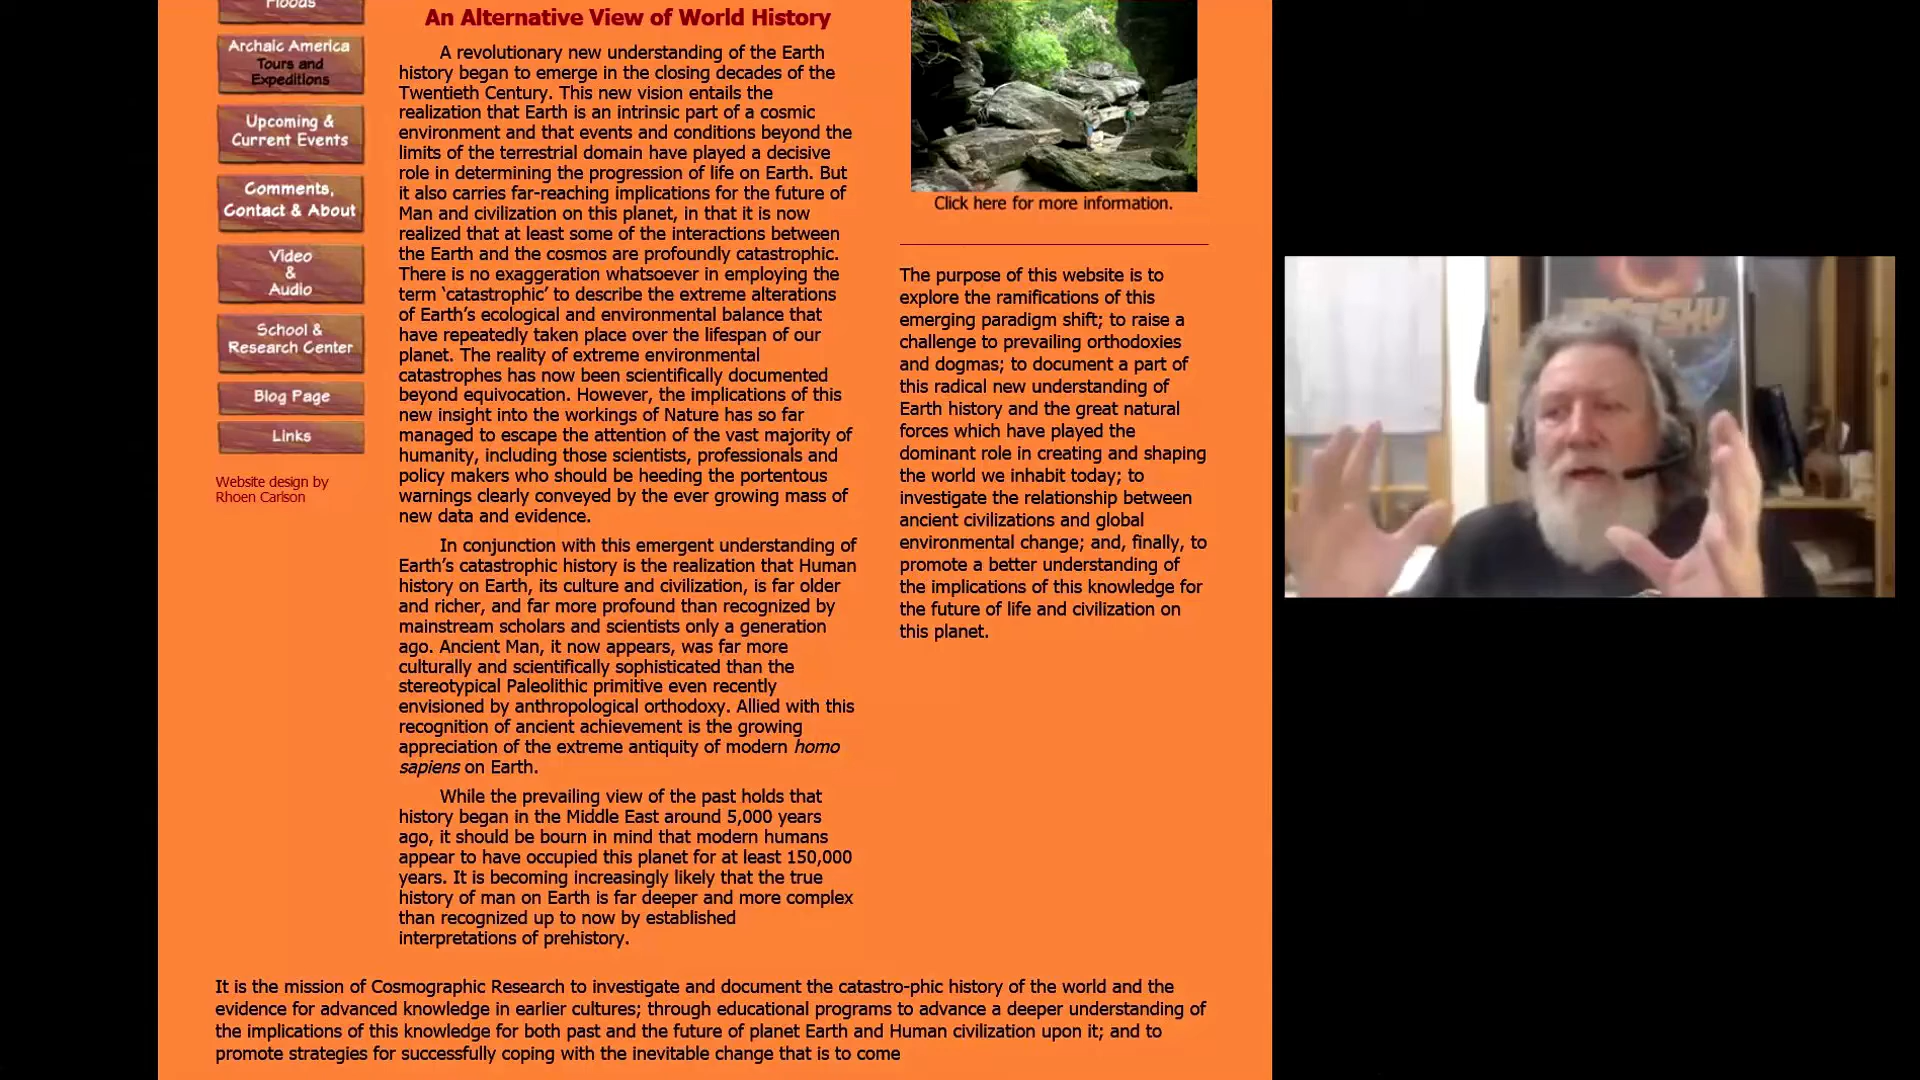 Floods
Archaic America
Tours and
Expeditions
Upcoming &
Current Events
Comments,
Contact & About
Video
&
Audio
School &
Research Center
Blog Page
Links
Website design by
Rhoen Carlson
An Alternative View of World History
A revolutionary new understanding of the Earth
history began to emerge in the closing decades of the
Twentieth Century. This new vision entails the
realization that Earth is an intrinsic part of a cosmic
environment and that events and conditions beyond the
limits of the terrestrial domain have played a decisive
role in determining the progression of life on Earth. But
it also carries far-reaching implications for the future of
Man and civilization on this planet, in that it is now
realized that at least some of the interactions between
the Earth and the cosmos are profoundly catastrophic.
There is no exaggeration whatsoever in employing the
term ‘catastrophic’ to describe the extreme alterations
of Earth’s ecological and environmental balance that
have repeatedly taken place over the lifespan of our
planet. The reality of extreme environmental
catastrophes has now been scientifically documented
beyond equivocation. However, the implications of this
new insight into the workings of Nature has so far
managed to escape the attention of the vast majority of
humanity, including those scientists, professionals and
policy makers who should be heeding the portentous
warnings clearly conveyed by the ever growing mass of
new data and evidence.
In conjunction with this emergent understanding of
Earth’s catastrophic history is the realization that Human
history on Earth, its culture and civilization, is far older
and richer, and far more profound than recognized by
mainstream scholars and scientists only a generation
ago. Ancient Man, it now appears, was far more
culturally and scientifically sophisticated than the
stereotypical Paleolithic primitive even recently
envisioned by anthropological orthodoxy. Allied with this
recognition of ancient achievement is the growing
appreciation of the extreme antiquity of modern homo
sapiens on Earth.
While the prevailing view of the past holds that
history began in the Middle East around 5,000 years
ago, it should be bourn in mind that modern humans
appear to have occupied this planet for at least 150,000
years. It is becoming increasingly likely that the true
history of man on Earth is far deeper and more complex
than recognized up to now by established
interpretations of prehistory.
Click here for more information.
The purpose of this website is to
explore the ramifications of this
emerging paradigm shift; to raise a
challenge to prevailing orthodoxies
and dogmas; to document a part of
this radical new understanding of
Earth history and the great natural
forces which have played the
dominant role in creating and shaping
the world we inhabit today; to
investigate the relationship between
ancient civilizations and global
environmental change; and, finally, to
promote a better understanding of
the implications of this knowledge for
the future of life and civilization on
this planet.
It is the mission of Cosmographic Research to investigate and document the catastro-phic history of the world and the
evidence for advanced knowledge in earlier cultures; through educational programs to advance a deeper understanding of
the implications of this knowledge for both past and the future of planet Earth and Human civilization upon it; and to
promote strategies for successfully coping with the inevitable change that is to come